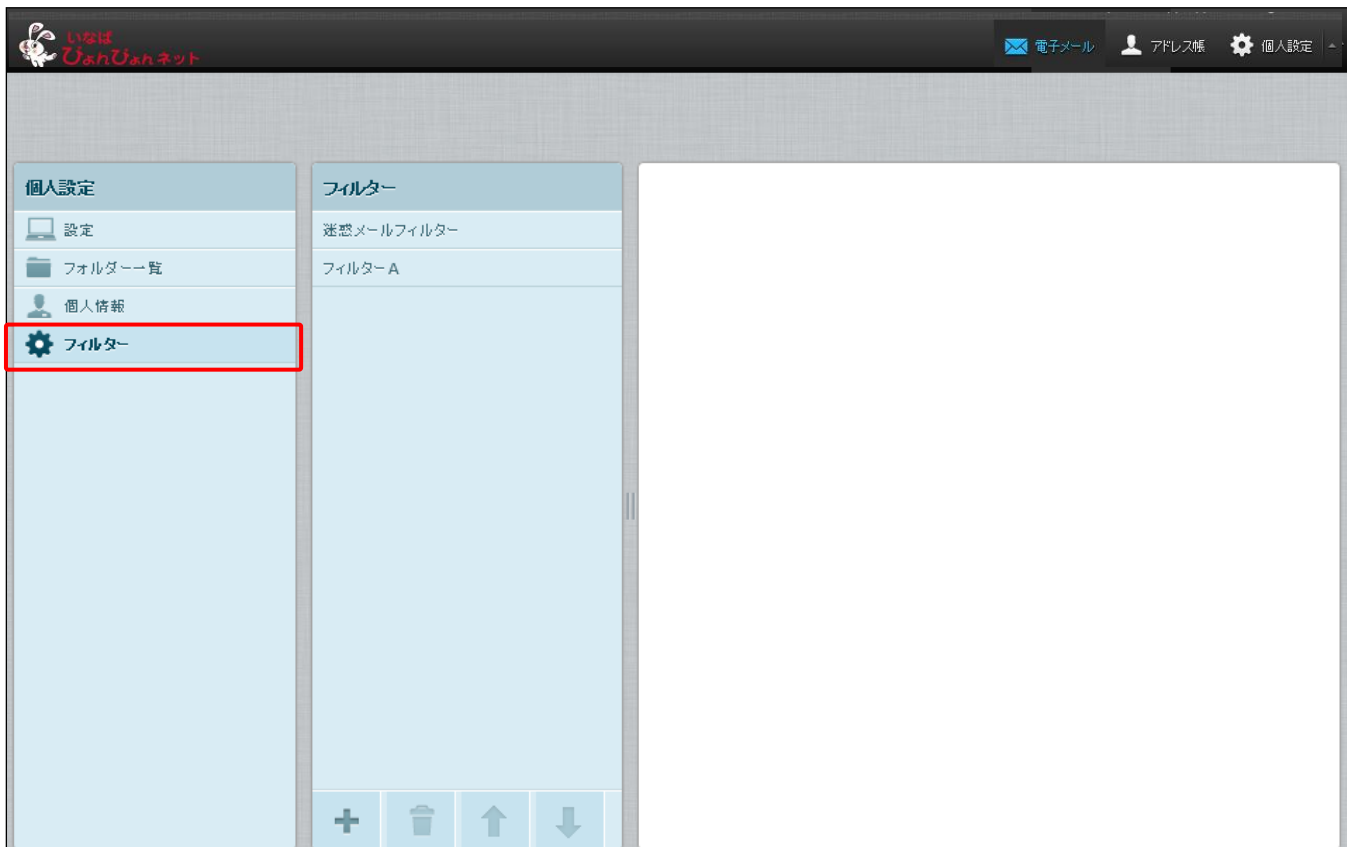 いなば
ぴょんぴょんネット
電子メール
アドレス帳
個人設定
個人設定
設定
フォルダー一覧
個人情報
フィルター
フィルター
迷惑メールフィルター
フィルターA